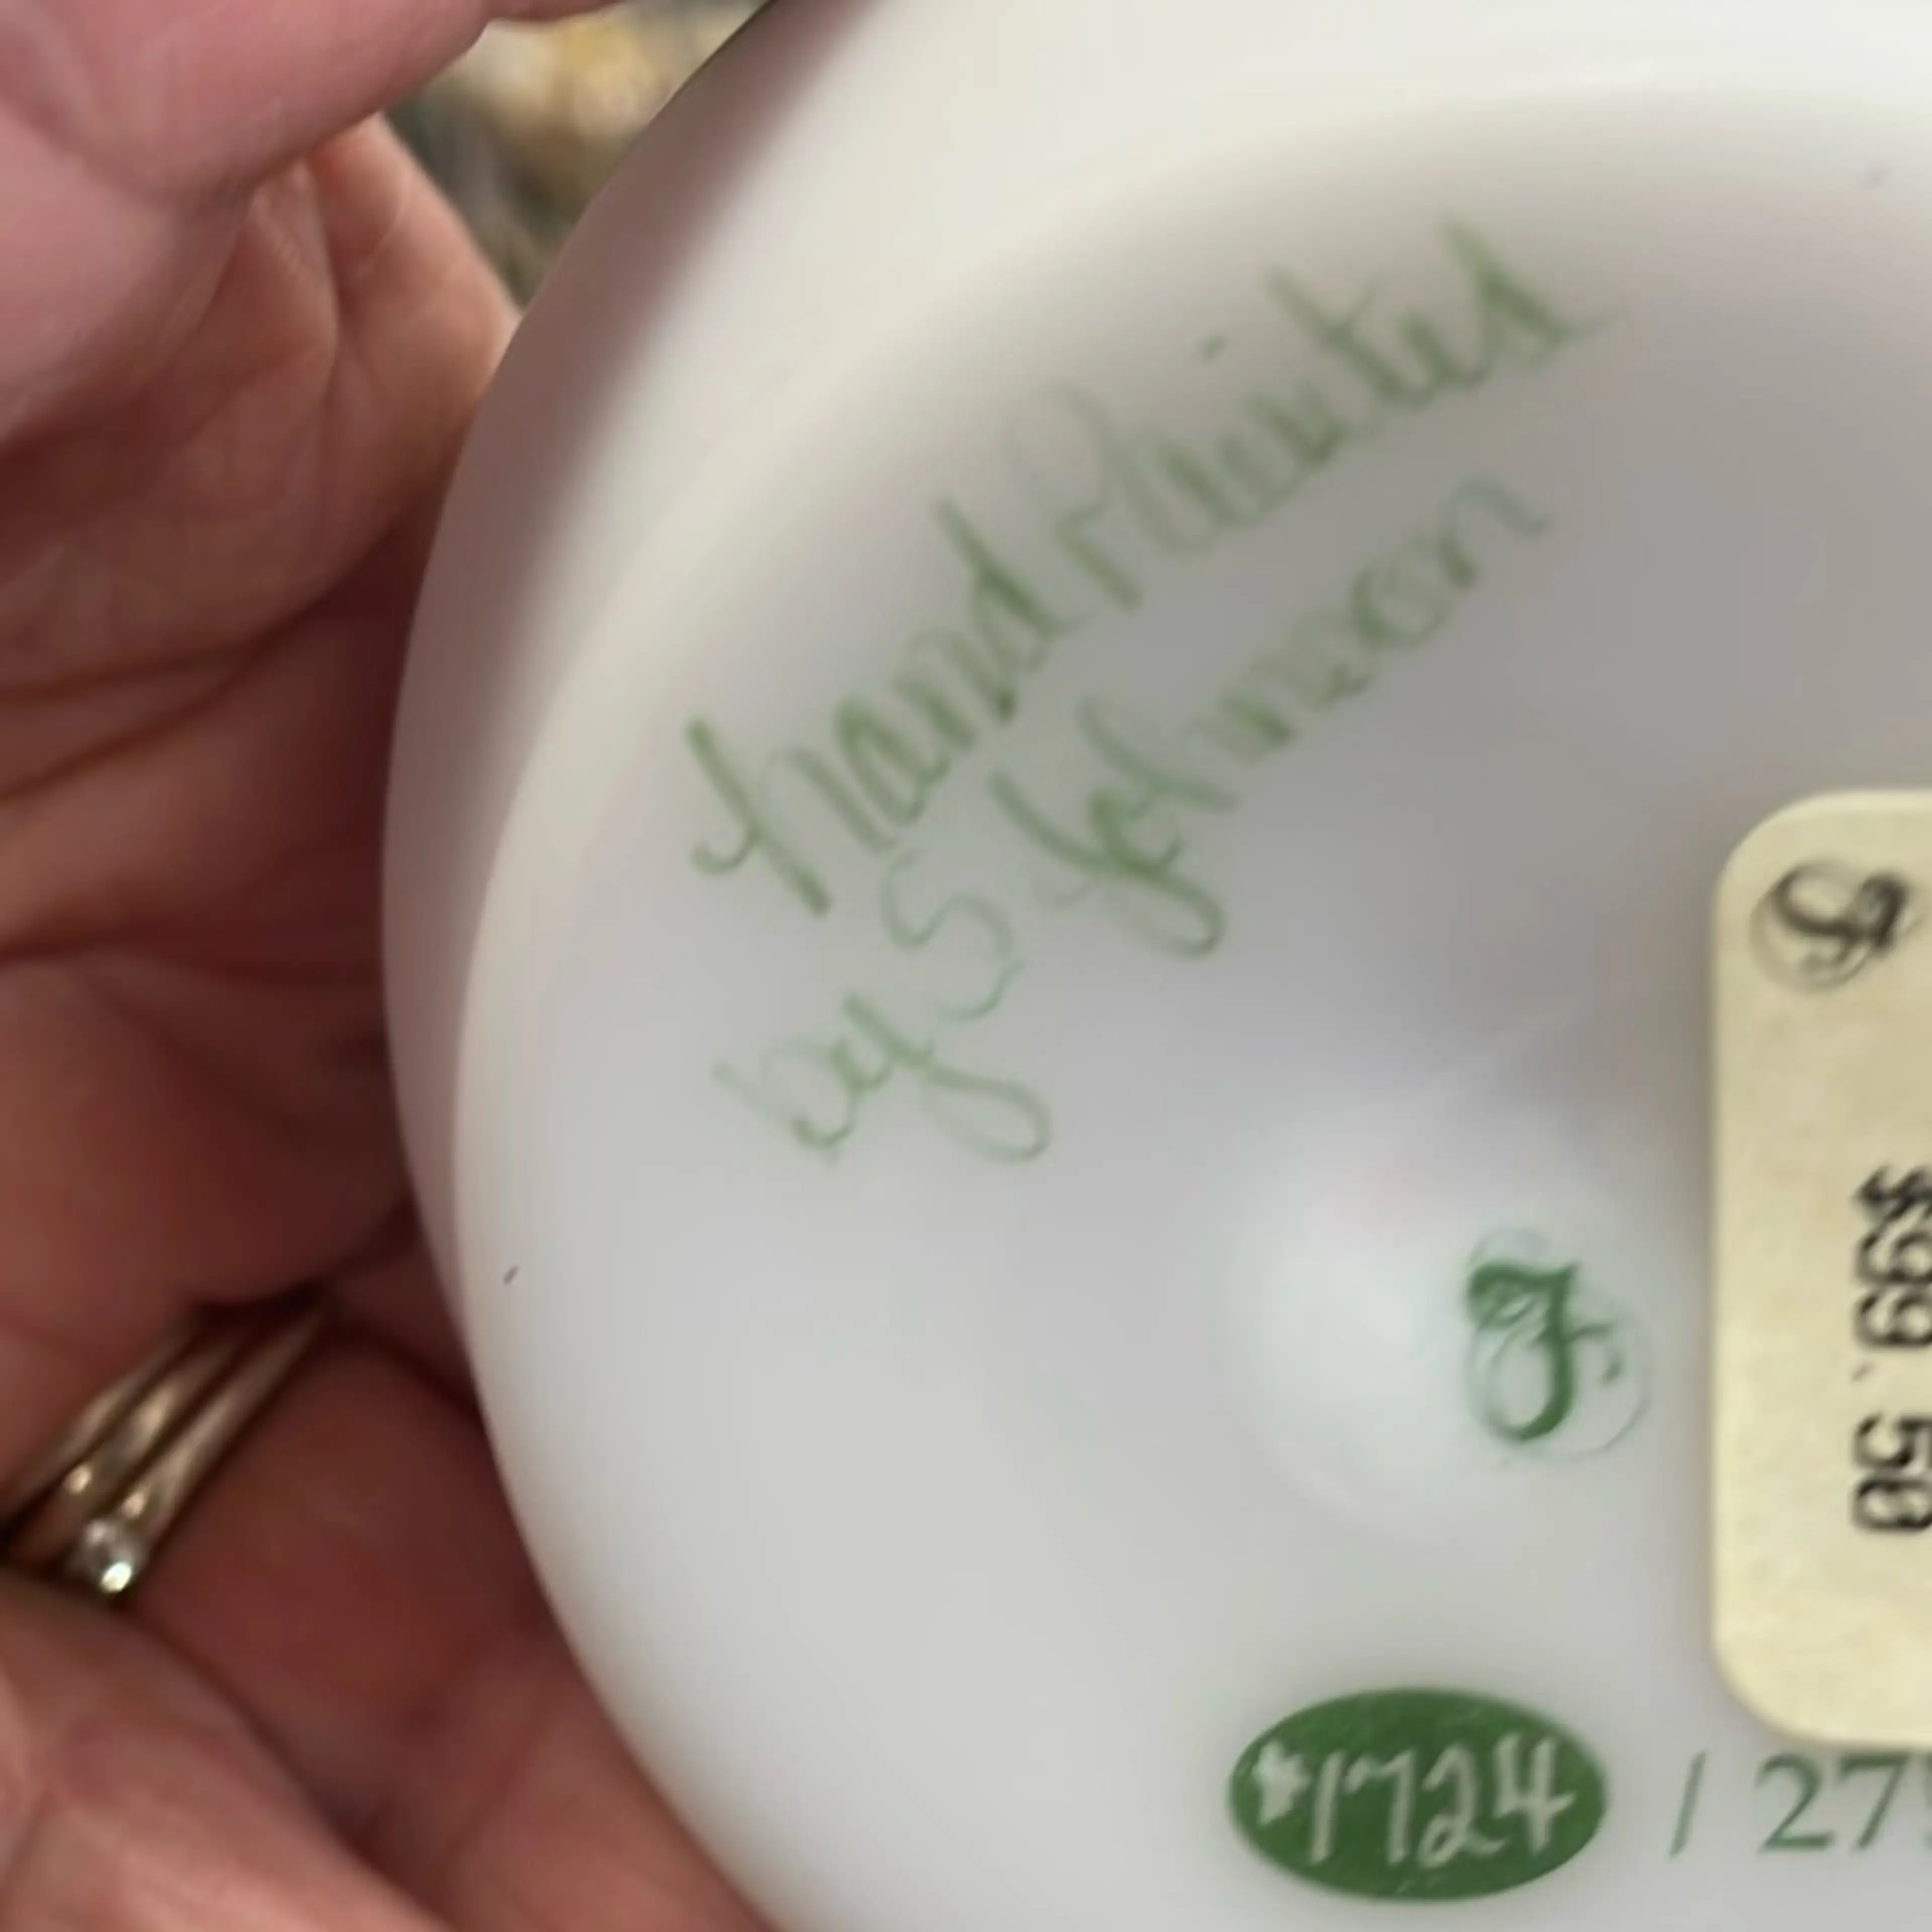 Hand Painted
by S Johnson
F
F
$99.50
#1724 / 27